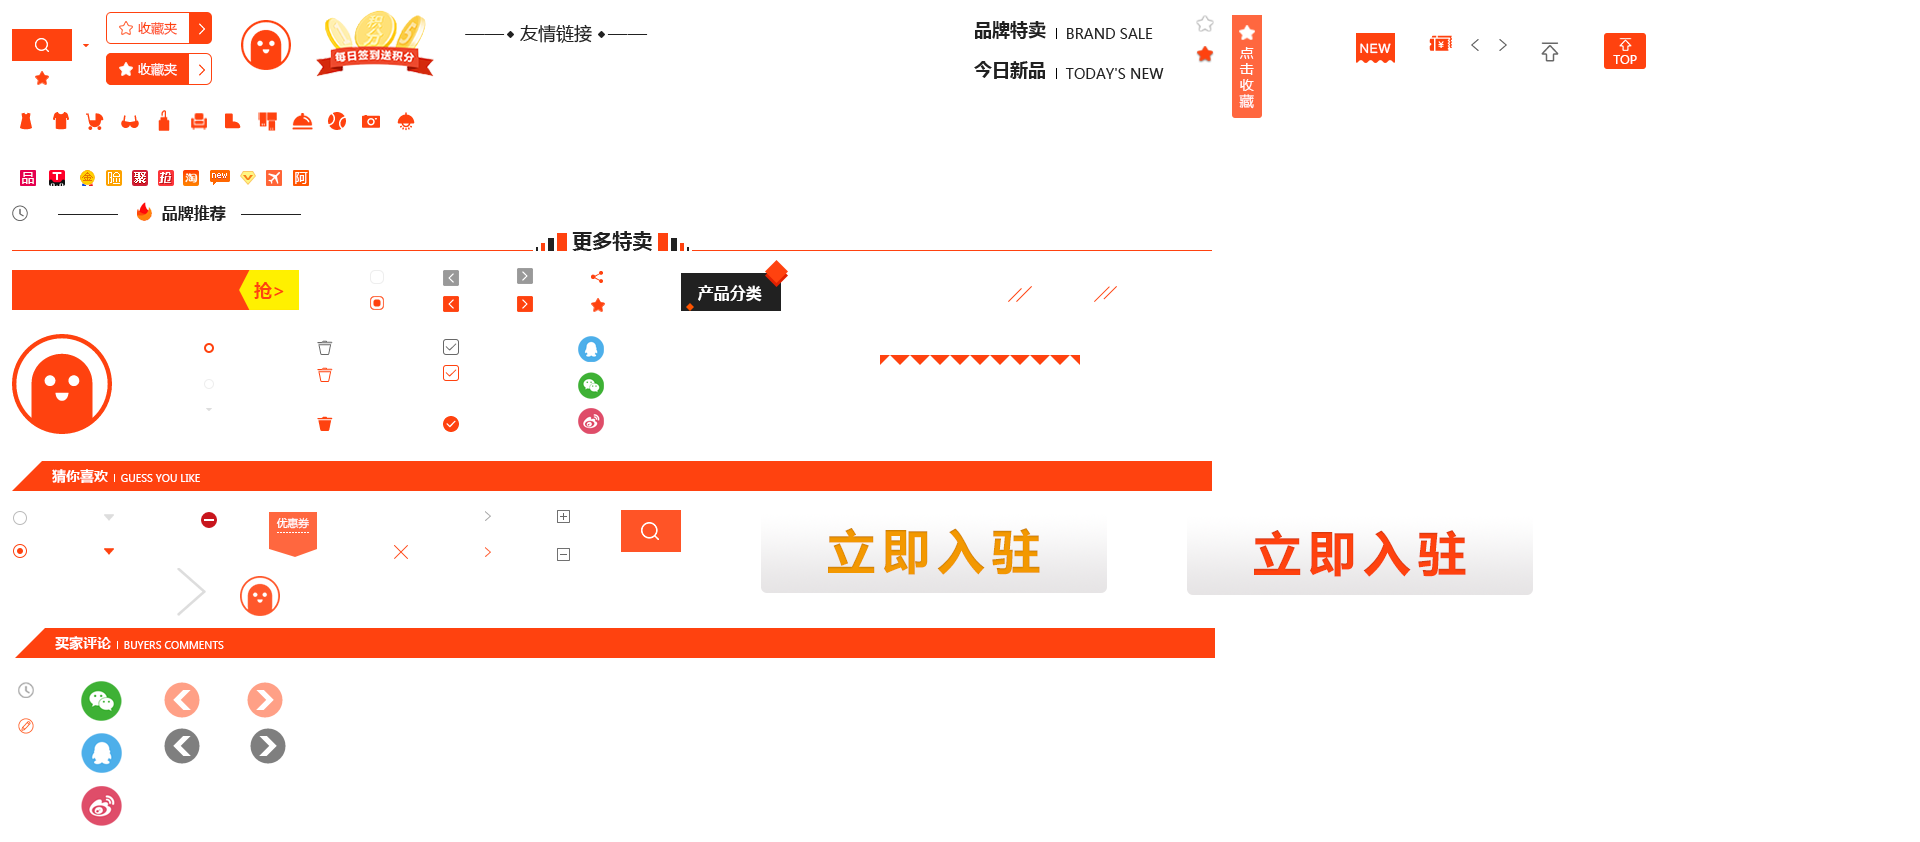 收藏夹
收藏夹
积分
每日签到送积分
友情链接
品牌特卖 BRAND SALE
今日新品 TODAY'S NEW
点击收藏
NEW
TOP
品 T 金 聚 抢 淘 new 阿
品牌推荐
更多特卖
抢>
产品分类
猜你喜欢 GUESS YOU LIKE
优惠券
立即入驻
立即入驻
买家评论 BUYERS COMMENTS